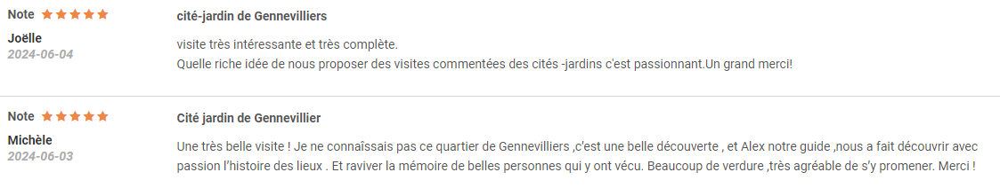 Note
cité-jardin de Gennevilliers
Joëlle
2024-06-04
visite très intéressante et très complète.
Quelle riche idée de nous proposer des visites commentées des cités -jardins c'est passionnant.Un grand merci!
Note
Cité jardin de Gennevillier
Michèle
2024-06-03
Une très belle visite ! Je ne connaîssais pas ce quartier de Gennevilliers ,c’est une belle découverte , et Alex notre guide ,nous a fait découvrir avec
passion l’histoire des lieux . Et raviver la mémoire de belles personnes qui y ont vécu. Beaucoup de verdure ,très agréable de s’y promener. Merci !